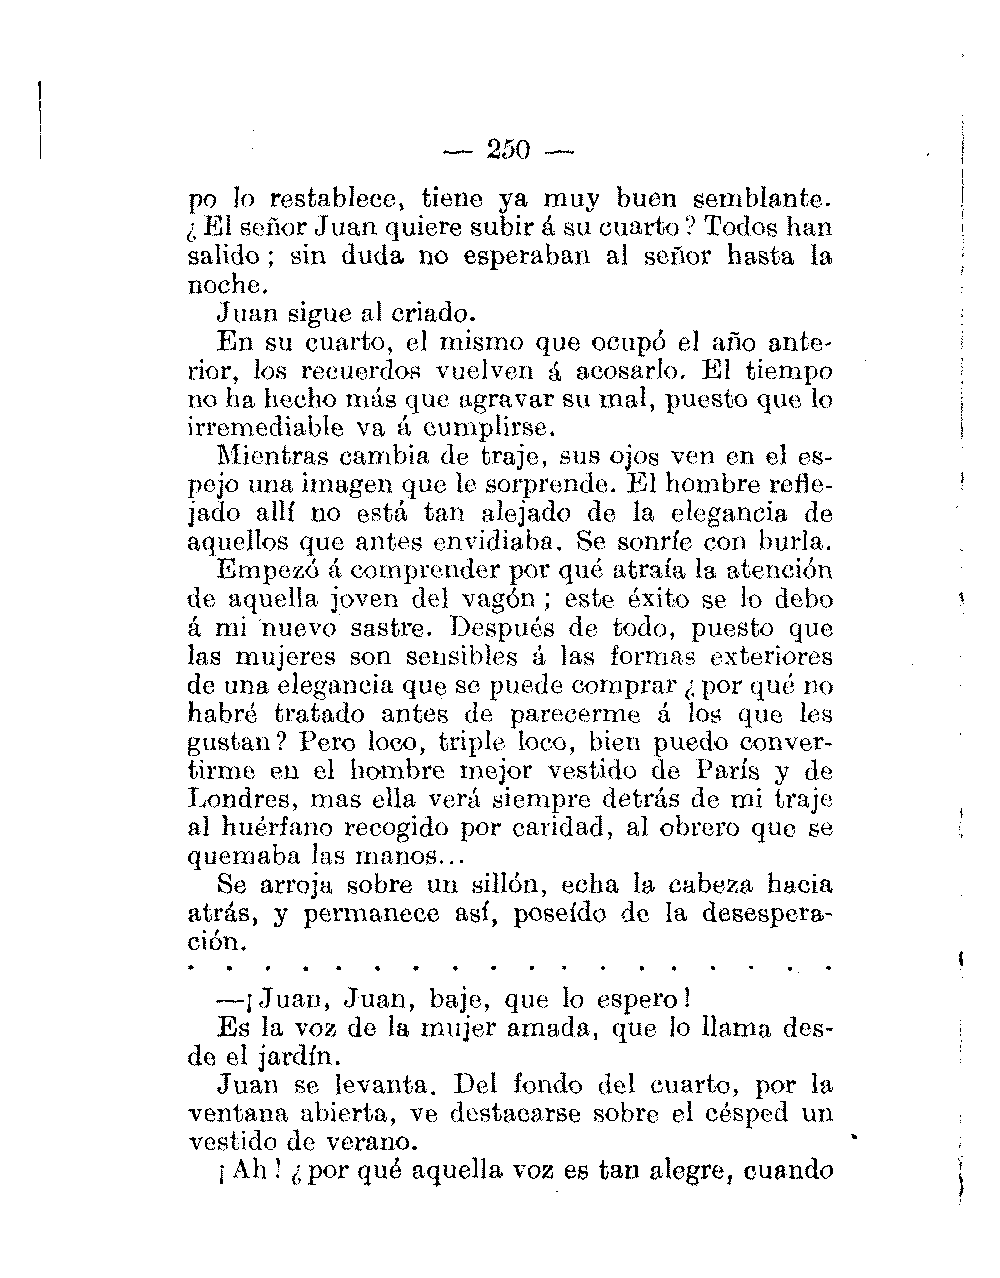 — 250 —
po lo restablece, tiene ya muy buen semblante.
¿El señor Juan quiere subir á su cuarto? Todos han
salido; sin duda no esperaban al señor hasta la
noche.
Juan sigue al criado.
En su cuarto, el mismo que ocupó el año ante-
rior, los recuerdos vuelven á acosarlo. El tiempo
no ha hecho más que agravar su mal, puesto que lo
irremediable va á cumplirse.
Mientras cambia de traje, sus ojos ven en el es-
pejo una imagen que le sorprende. El hombre refle-
jado allí no está tan alejado de la elegancia de
aquellos que antes envidiaba. Se sonríe con burla.
Empezó á comprender por qué atraía la atención
de aquella joven del vagón; este éxito se lo debo
á mi nuevo sastre. Después de todo, puesto que
las mujeres son sensibles á las formas exteriores
de una elegancia que se puede comprar ¿por qué no
habré tratado antes de parecerme á los que les
gustan? Pero loco, triple loco, bien puedo conver-
tirme en el hombre mejor vestido de París y de
Londres, mas ella verá siempre detrás de mi traje
al huérfano recogido por caridad, al obrero que se
quemaba las manos...
Se arroja sobre un sillón, echa la cabeza hacia
atrás, y permanece así, poseído de la desespera-
ción.
. . . . . . . . . . . . . . . . . .
—¡Juan, Juan, baje, que lo espero!
Es la voz de la mujer amada, que lo llama des-
de el jardín.
Juan se levanta. Del fondo del cuarto, por la
ventana abierta, ve destacarse sobre el césped un
vestido de verano.
¡Ah! ¿por qué aquella voz es tan alegre, cuando